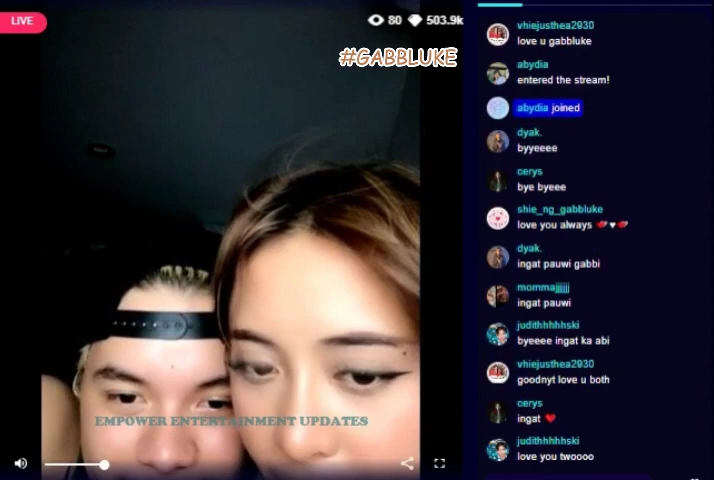 LIVE
80 503.9k
#GABBLUKE
EMPOWER ENTERTAINMENT UPDATES
vhiejusthea2930
love u gabbluke
abydia
entered the stream!
abydia joined
dyak.
byyeeee
cerys
bye byeee
shie_ng_gabbluke
love you always 💕♥💕
dyak.
ingat pauwi gabbi
mommajjjjjj
ingat pauwi
judithhhhhski
byeeee ingat ka abi
vhiejusthea2930
goodnyt love u both
cerys
ingat ❤
judithhhhhski
love you twoooo